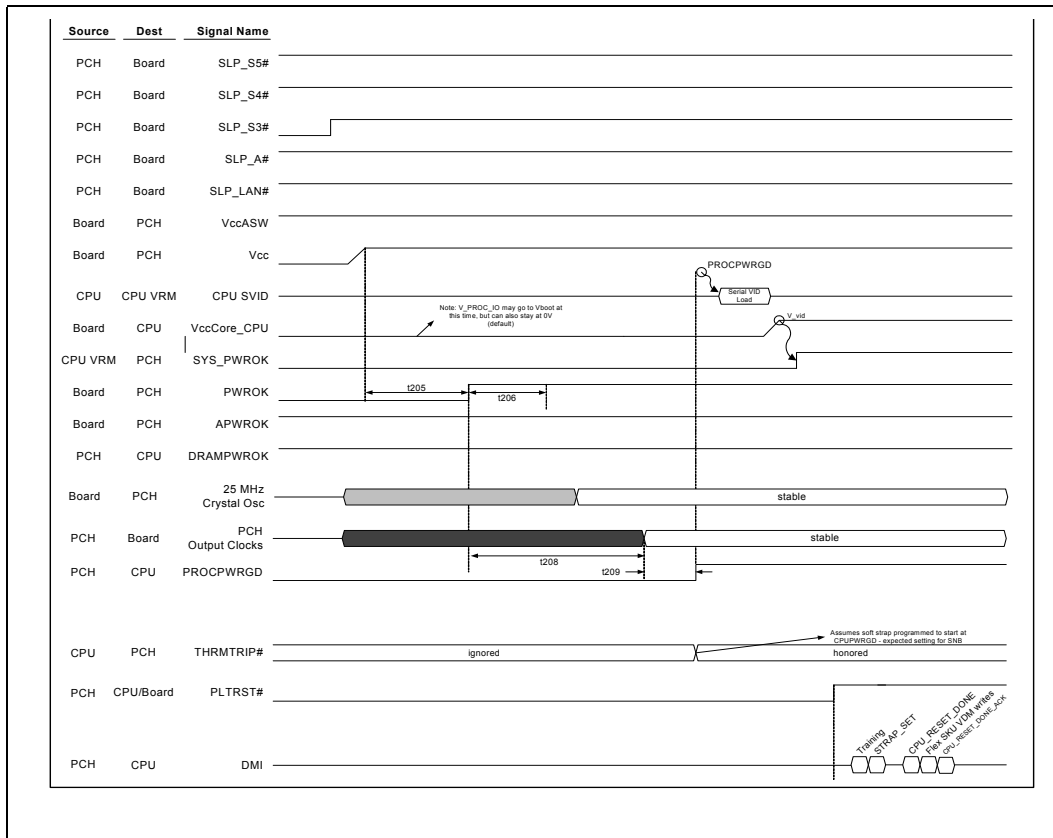 Source Dest Signal Name
PCH Board SLP_S5#
PCH Board SLP_S4#
PCH Board SLP_S3#
PCH Board SLP_A#
PCH Board SLP_LAN#
Board PCH VccASW
Board PCH Vcc
PROCPWRGD
CPU CPU VRM CPU SVID
Serial VID
Load
Note: V_PROC_IO may go to Vboot at
this time, but can also stay at 0V
(default)
V_vid
Board CPU VccCore_CPU
CPU VRM PCH SYS_PWROK
Board PCH PWROK
t205
t206
Board PCH APWROK
PCH CPU DRAMPWROK
Board PCH 25 MHz
Crystal Osc
stable
PCH Board PCH
Output Clocks
stable
t208
t209
PCH CPU PROCPWRGD
Assumes soft strap programmed to start at
CPUPWRGD - expected setting for SNB
CPU PCH THRMTRIP#
ignored
honored
PCH CPU/Board PLTRST#
Training
STRAP_SET
CPU_RESET_DONE
Flex SKU VDM writes
CPU_RESET_DONE_ACK
PCH CPU DMI